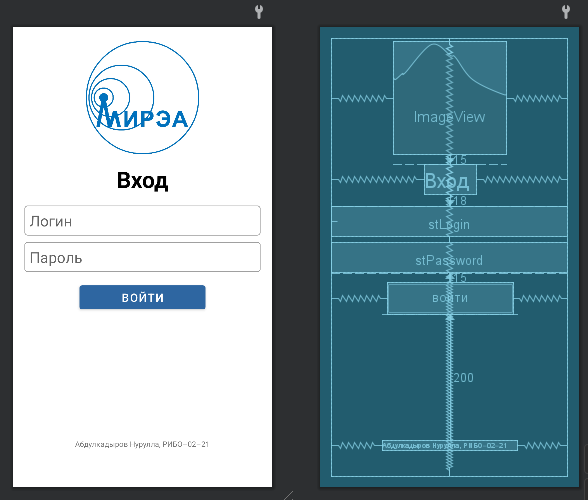 МИРЭА
Вход
Логин
Пароль
ВОЙТИ
Абдулкадыров Нурулла, РИБО-02-21
ImageView
15
Вход
18
stLogin
stPassword
15
ВОЙТИ
200
Абдулкадыров Нурулла, РИБО-02-21